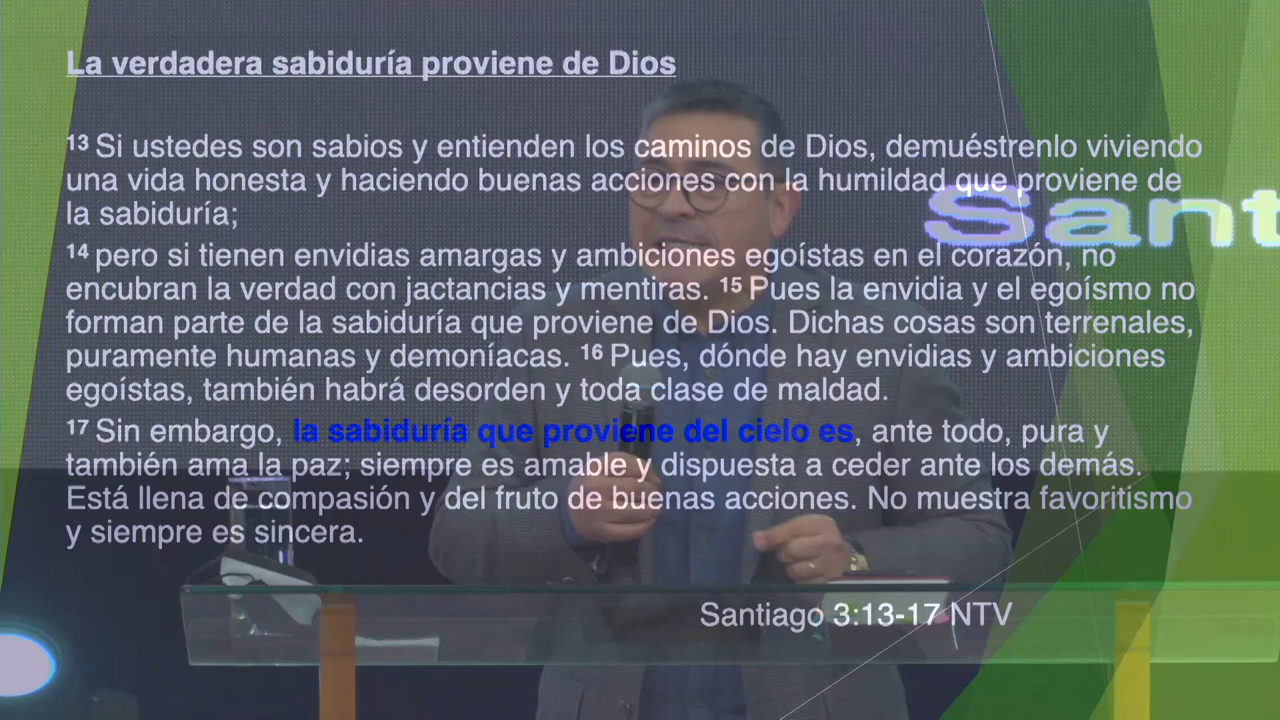 La verdadera sabiduría proviene de Dios
13 Si ustedes son sabios y entienden los caminos de Dios, demuéstrenlo viviendo
una vida honesta y haciendo buenas acciones con la humildad que proviene de
la sabiduría;
14 pero si tienen envidias amargas y ambiciones egoístas en el corazón, no
encubran la verdad con jactancias y mentiras. 15 Pues la envidia y el egoísmo no
forman parte de la sabiduría que proviene de Dios. Dichas cosas son terrenales,
puramente humanas y demoníacas. 16 Pues, dónde hay envidias y ambiciones
egoístas, también habrá desorden y toda clase de maldad.
17 Sin embargo, la sabiduría que proviene del cielo es, ante todo, pura y
también ama la paz; siempre es amable y dispuesta a ceder ante los demás.
Está llena de compasión y del fruto de buenas acciones. No muestra favoritismo
y siempre es sincera.
Santiago 3:13-17 NTV
Sant